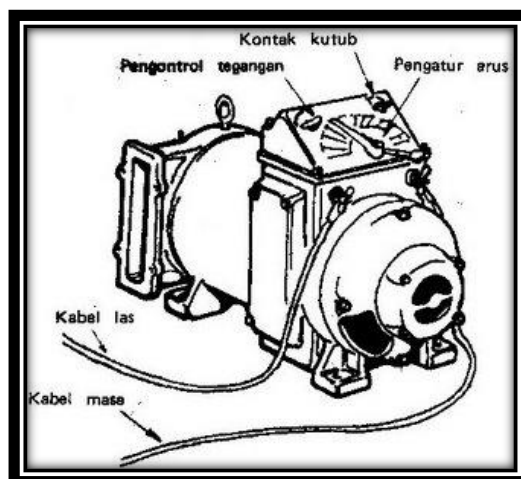 Kontak kutub
Pengontrol tegangan
Pengatur arus
Kabel las
Kabel masa